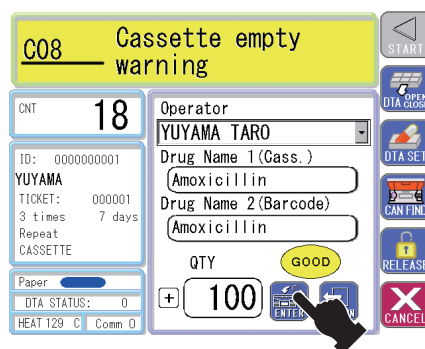 C08 Cassette empty warning
START
CNT 18
Operator
YUYAMA TARO
DTA OPEN CLOSE
ID: 0000000001
YUYAMA
TICKET: 000001
3 times 7 days
Repeat
CASSETTE
Drug Name 1(Cass.)
Amoxicillin
Drug Name 2(Barcode)
Amoxicillin
DTA SET
CAN FIND
RELEASE
QTY
GOOD
+ 100
ENTER
Paper
DTA STATUS: 0
HEAT 129 C Comm 0
CANCEL